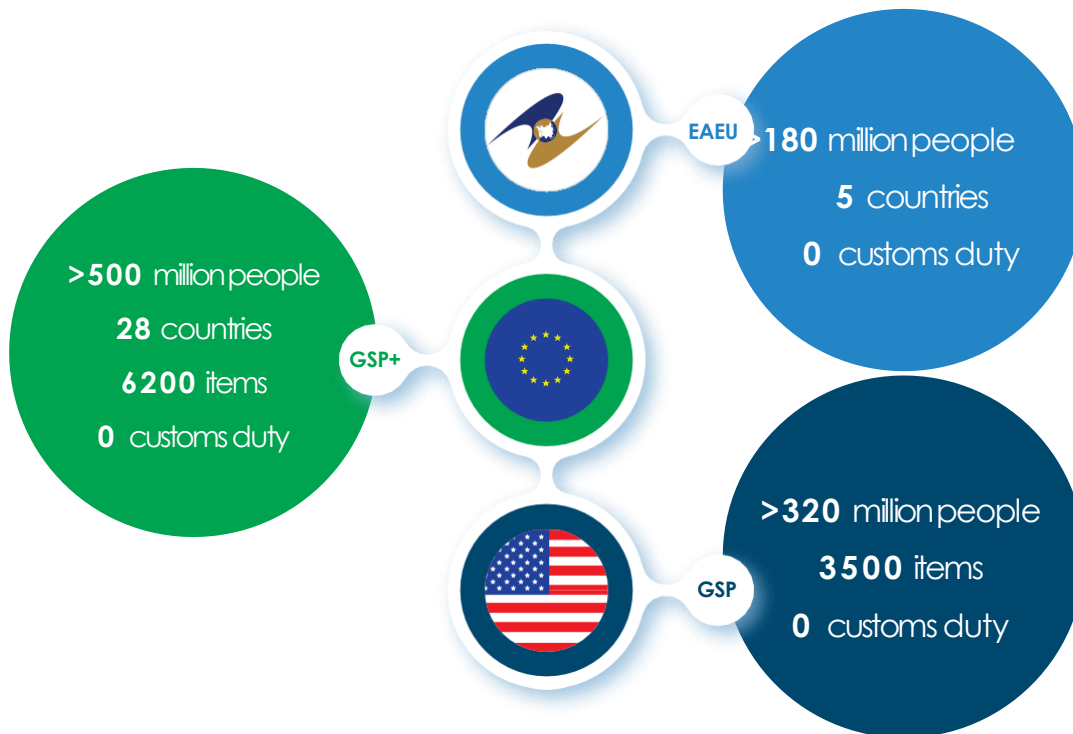 EAEU
>180 million people
5 countries
0 customs duty
>500 million people
28 countries
6200 items
0 customs duty
GSP+
>320 million people
3500 items
0 customs duty
GSP